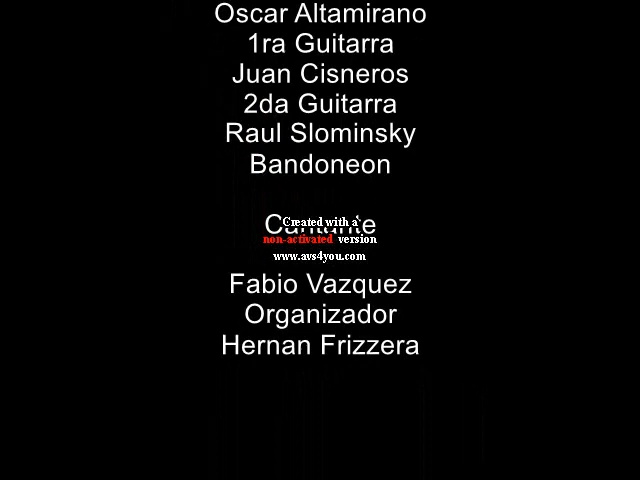 Oscar Altamirano
1ra Guitarra
Juan Cisneros
2da Guitarra
Raul Slominsky
Bandoneon
Cantante
Created with a
non-activated version
www.avs4you.com
Fabio Vazquez
Organizador
Hernan Frizzera